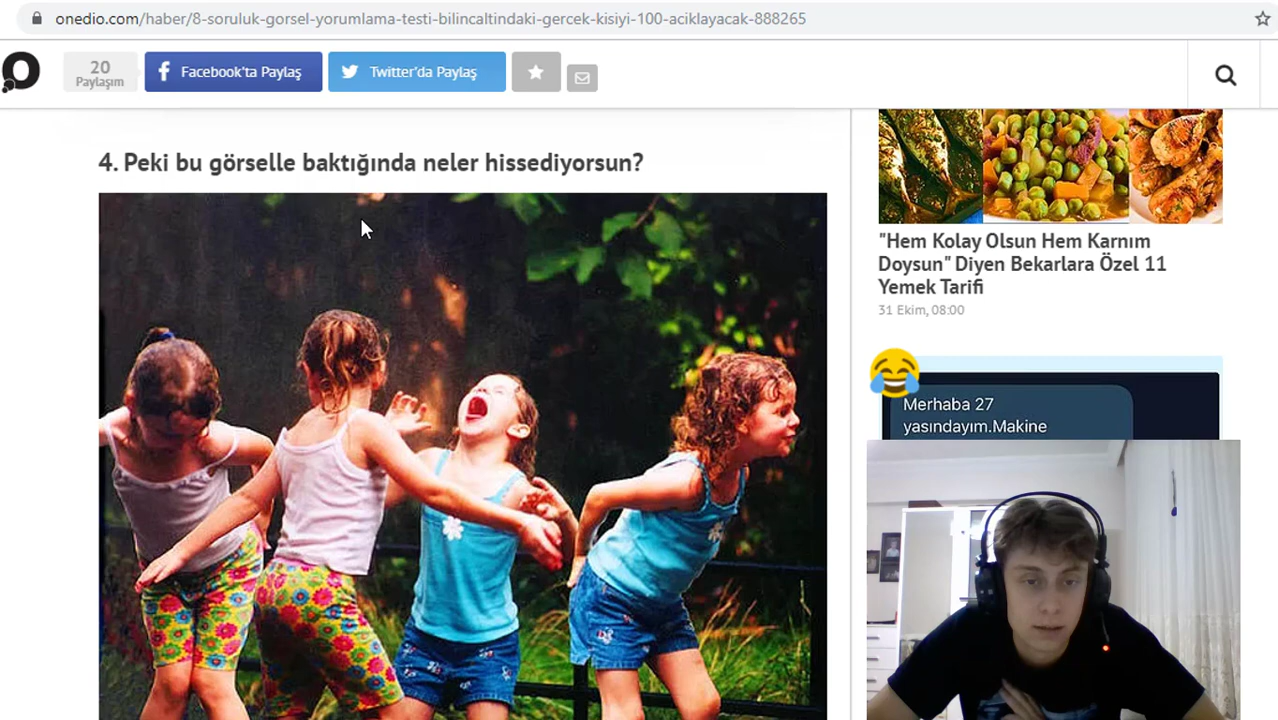 onedio.com/haber/8-soruluk-gorsel-yorumlama-testi-bilincaltindaki-gercek-kisiyi-100-aciklayacak-888265
20
Paylaşım
Facebook'ta Paylaş
Twitter'da Paylaş
4. Peki bu görselle baktığında neler hissediyorsun?
"Hem Kolay Olsun Hem Karnım
Doysun" Diyen Bekarlara Özel 11
Yemek Tarifi
31 Ekim, 08:00
Merhaba 27
yasındayım.Makine